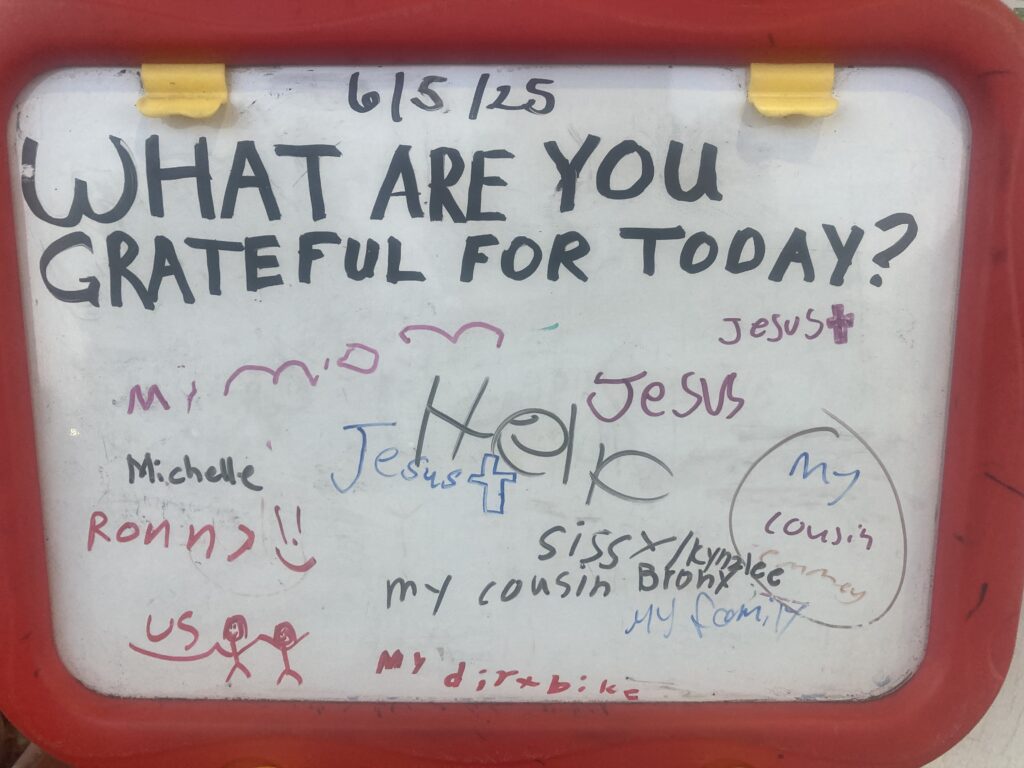 6/5/25
WHAT ARE YOU
GRATEFUL FOR TODAY?
Jesus
My mom
Jesus
Jesus
Michelle
My
cousin
Ronny
sissy/kynzlee
my cousin Bronx
My family
US
My dirtbike